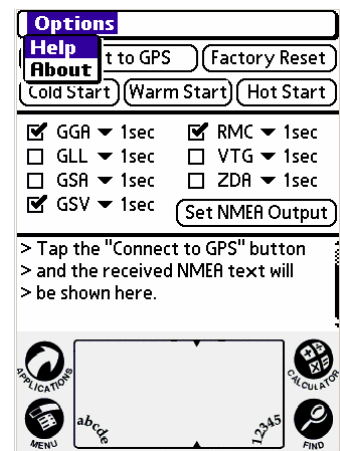 Options
Help
About
t to GPS
Factory Reset
Cold Start
Warm Start
Hot Start
GGA 1sec
RMC 1sec
GLL 1sec
VTG 1sec
GSA 1sec
ZDA 1sec
GSV 1sec
Set NMEA Output
> Tap the "Connect to GPS" button
> and the received NMEA text will
> be shown here.
APPLICATIONS
CALCULATOR
abcde
12345
MENU
FIND